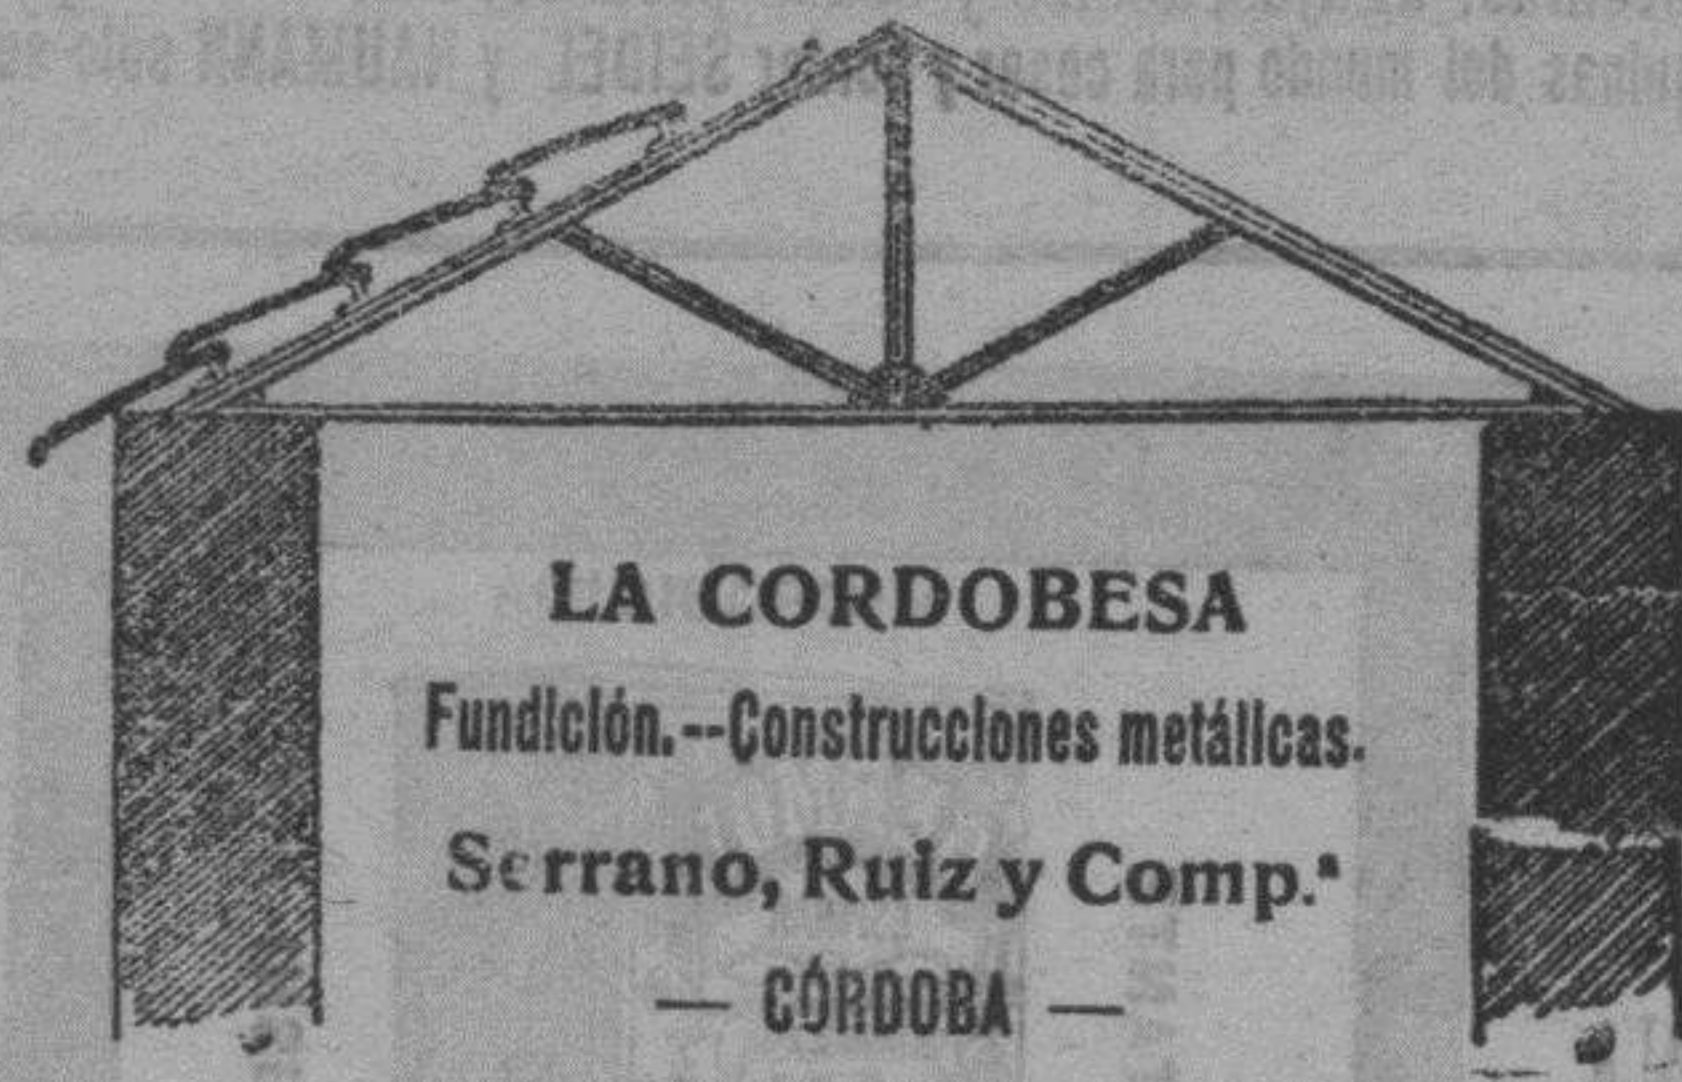 LA CORDOBESA
Fundición.--Construcciones metálicas.
Serrano, Ruiz y Comp.ª
— CÓRDOBA —